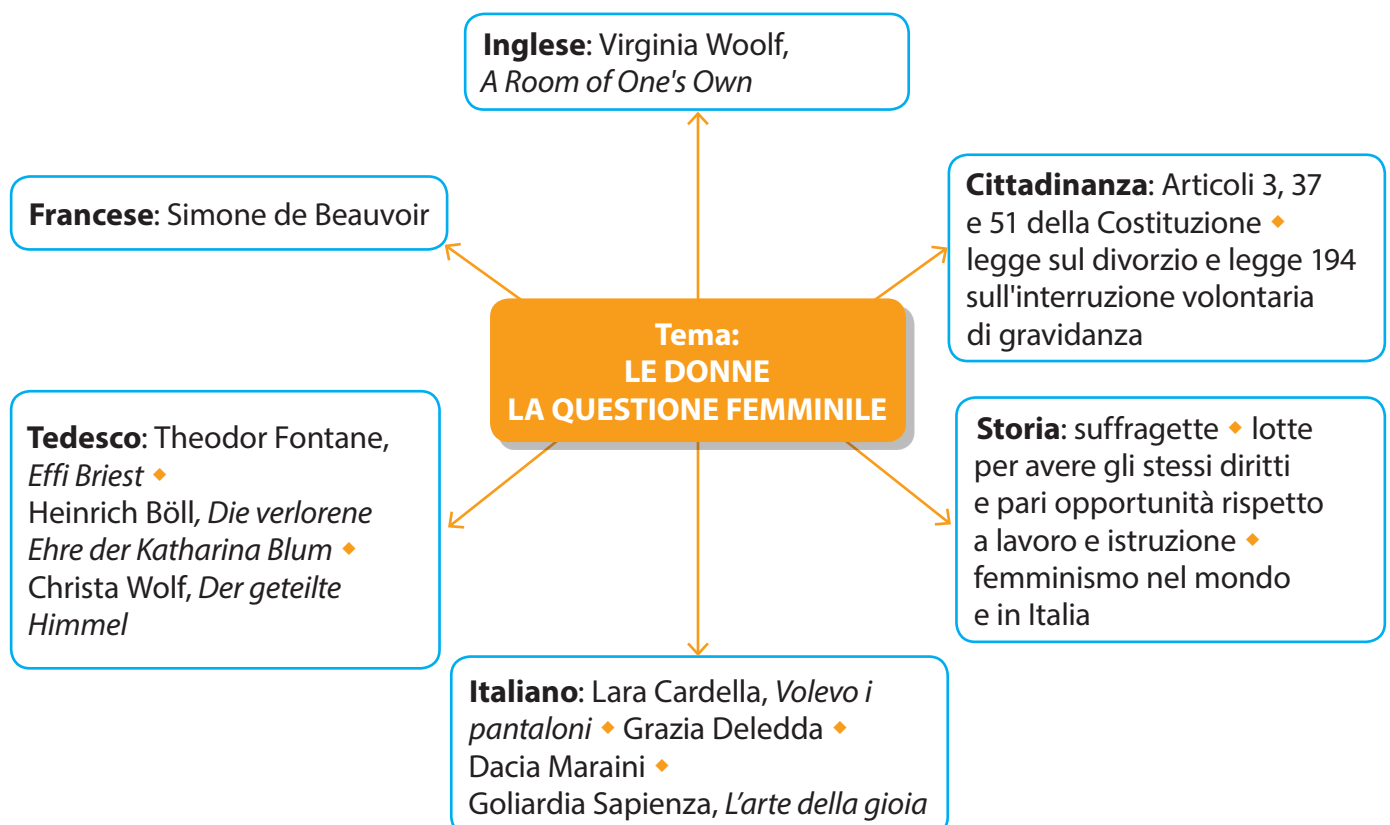 Inglese: Virginia Woolf,
A Room of One's Own
Francese: Simone de Beauvoir
Cittadinanza: Articoli 3, 37
e 51 della Costituzione ◆
legge sul divorzio e legge 194
sull'interruzione volontaria
di gravidanza
Tema:
LE DONNE
LA QUESTIONE FEMMINILE
Tedesco: Theodor Fontane,
Effi Briest ◆
Heinrich Böll, Die verlorene
Ehre der Katharina Blum ◆
Christa Wolf, Der geteilte
Himmel
Storia: suffragette ◆ lotte
per avere gli stessi diritti
e pari opportunità rispetto
a lavoro e istruzione ◆
femminismo nel mondo
e in Italia
Italiano: Lara Cardella, Volevo i
pantaloni ◆ Grazia Deledda ◆
Dacia Maraini ◆
Goliardia Sapienza, L'arte della gioia